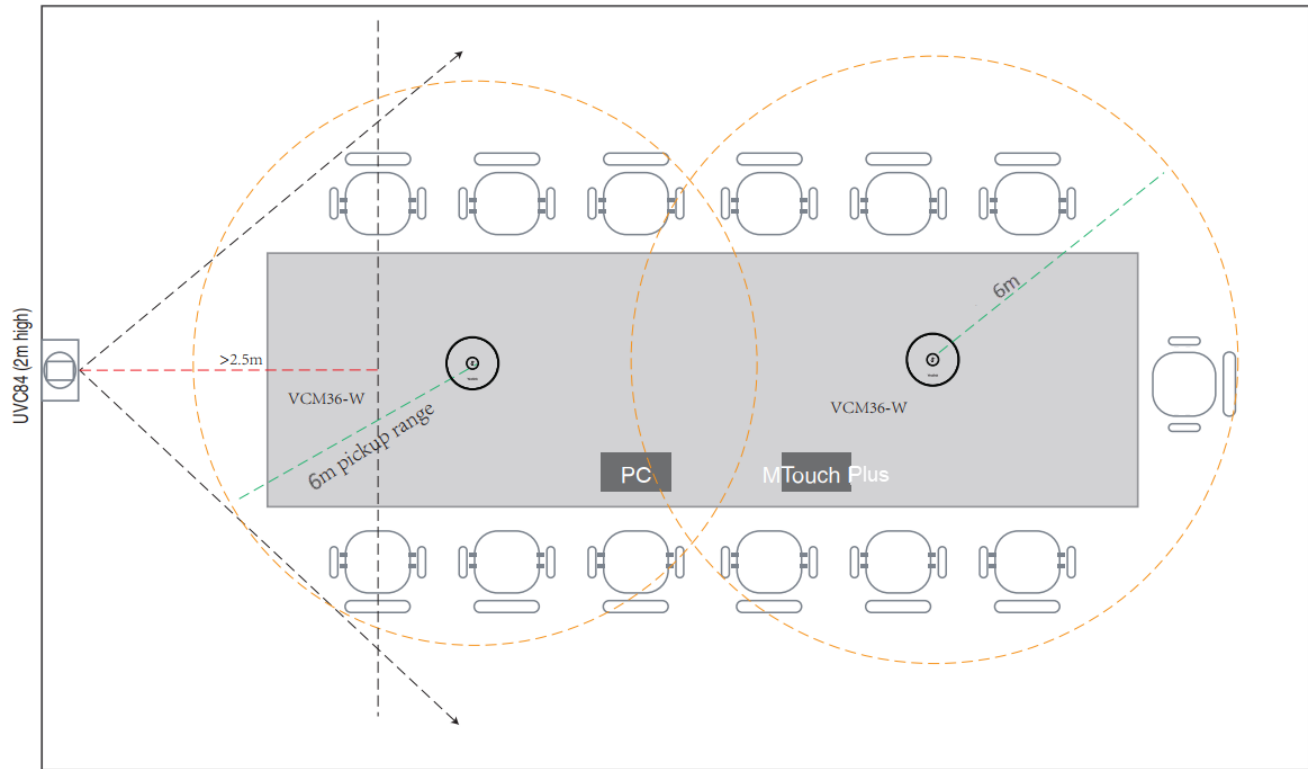 UVC84 (2m high)
>2.5m
VCM36-W
6m pickup range
6m
VCM36-W
PC
MTouch Plus